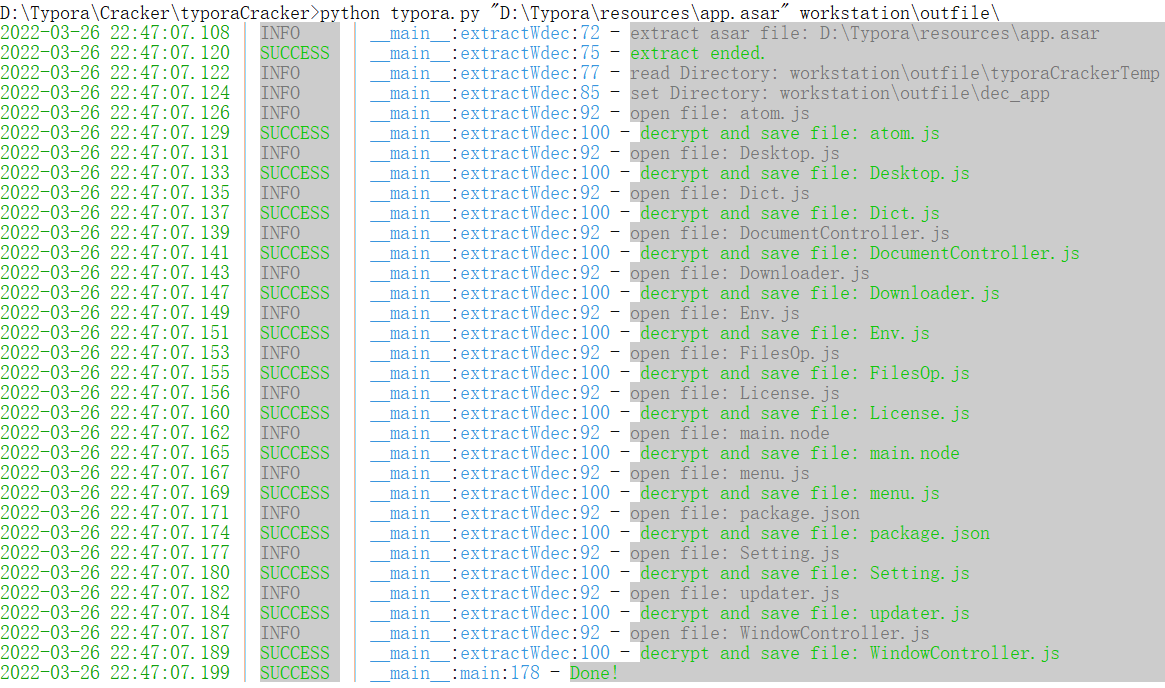 D:\Typora\Cracker\typoraCracker>python typora.py "D:\Typora\resources\app.asar" workstation\outfile\
2022-03-26 22:47:07.108 | INFO | __main__:extractWdec:72 - extract asar file: D:\Typora\resources\app.asar
2022-03-26 22:47:07.120 | SUCCESS | __main__:extractWdec:75 - extract ended.
2022-03-26 22:47:07.122 | INFO | __main__:extractWdec:77 - read Directory: workstation\outfile\typoraCrackerTemp
2022-03-26 22:47:07.124 | INFO | __main__:extractWdec:85 - set Directory: workstation\outfile\dec_app
2022-03-26 22:47:07.126 | INFO | __main__:extractWdec:92 - open file: atom.js
2022-03-26 22:47:07.129 | SUCCESS | __main__:extractWdec:100 - decrypt and save file: atom.js
2022-03-26 22:47:07.131 | INFO | __main__:extractWdec:92 - open file: Desktop.js
2022-03-26 22:47:07.133 | SUCCESS | __main__:extractWdec:100 - decrypt and save file: Desktop.js
2022-03-26 22:47:07.135 | INFO | __main__:extractWdec:92 - open file: Dict.js
2022-03-26 22:47:07.137 | SUCCESS | __main__:extractWdec:100 - decrypt and save file: Dict.js
2022-03-26 22:47:07.139 | INFO | __main__:extractWdec:92 - open file: DocumentController.js
2022-03-26 22:47:07.141 | SUCCESS | __main__:extractWdec:100 - decrypt and save file: DocumentController.js
2022-03-26 22:47:07.143 | INFO | __main__:extractWdec:92 - open file: Downloader.js
2022-03-26 22:47:07.147 | SUCCESS | __main__:extractWdec:100 - decrypt and save file: Downloader.js
2022-03-26 22:47:07.149 | INFO | __main__:extractWdec:92 - open file: Env.js
2022-03-26 22:47:07.151 | SUCCESS | __main__:extractWdec:100 - decrypt and save file: Env.js
2022-03-26 22:47:07.153 | INFO | __main__:extractWdec:92 - open file: FilesOp.js
2022-03-26 22:47:07.155 | SUCCESS | __main__:extractWdec:100 - decrypt and save file: FilesOp.js
2022-03-26 22:47:07.156 | INFO | __main__:extractWdec:92 - open file: License.js
2022-03-26 22:47:07.160 | SUCCESS | __main__:extractWdec:100 - decrypt and save file: License.js
2022-03-26 22:47:07.162 | INFO | __main__:extractWdec:92 - open file: main.node
2022-03-26 22:47:07.165 | SUCCESS | __main__:extractWdec:100 - decrypt and save file: main.node
2022-03-26 22:47:07.167 | INFO | __main__:extractWdec:92 - open file: menu.js
2022-03-26 22:47:07.169 | SUCCESS | __main__:extractWdec:100 - decrypt and save file: menu.js
2022-03-26 22:47:07.171 | INFO | __main__:extractWdec:92 - open file: package.json
2022-03-26 22:47:07.174 | SUCCESS | __main__:extractWdec:100 - decrypt and save file: package.json
2022-03-26 22:47:07.177 | INFO | __main__:extractWdec:92 - open file: Setting.js
2022-03-26 22:47:07.180 | SUCCESS | __main__:extractWdec:100 - decrypt and save file: Setting.js
2022-03-26 22:47:07.182 | INFO | __main__:extractWdec:92 - open file: updater.js
2022-03-26 22:47:07.184 | SUCCESS | __main__:extractWdec:100 - decrypt and save file: updater.js
2022-03-26 22:47:07.187 | INFO | __main__:extractWdec:92 - open file: WindowController.js
2022-03-26 22:47:07.189 | SUCCESS | __main__:extractWdec:100 - decrypt and save file: WindowController.js
2022-03-26 22:47:07.199 | SUCCESS | __main__:main:178 - Done!